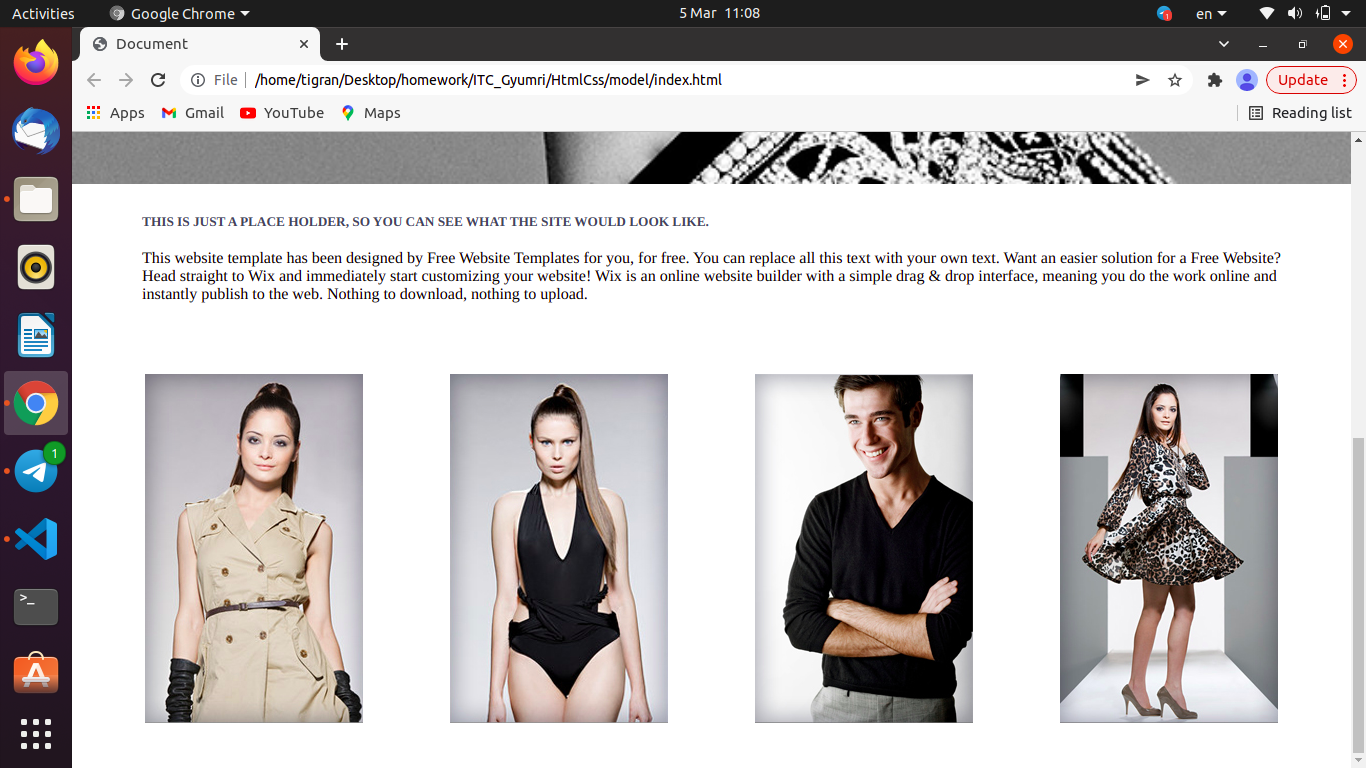 Activities Google Chrome 5 Mar 11:08 1 en
Document
File /home/tigran/Desktop/homework/ITC_Gyumri/HtmlCss/model/index.html Update
Apps Gmail YouTube Maps Reading list
THIS IS JUST A PLACE HOLDER, SO YOU CAN SEE WHAT THE SITE WOULD LOOK LIKE.
This website template has been designed by Free Website Templates for you, for free. You can replace all this text with your own text. Want an easier solution for a Free Website?
Head straight to Wix and immediately start customizing your website! Wix is an online website builder with a simple drag & drop interface, meaning you do the work online and
instantly publish to the web. Nothing to download, nothing to upload.
1
>_